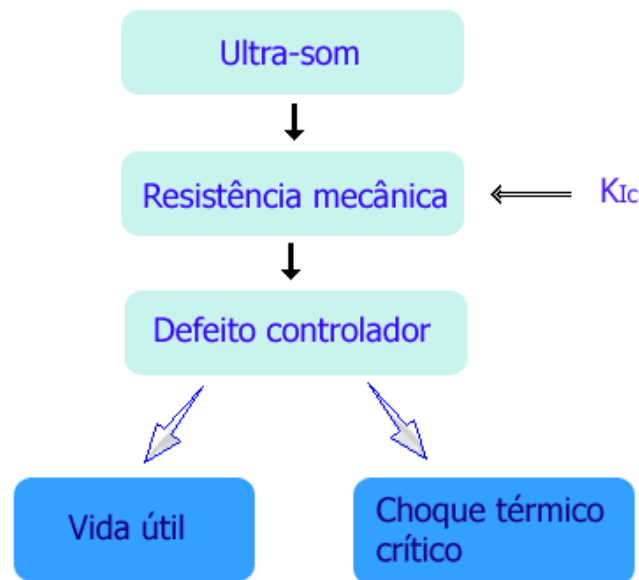 Ultra-som
Resistência mecânica
KIc
Defeito controlador
Vida útil
Choque térmico
crítico